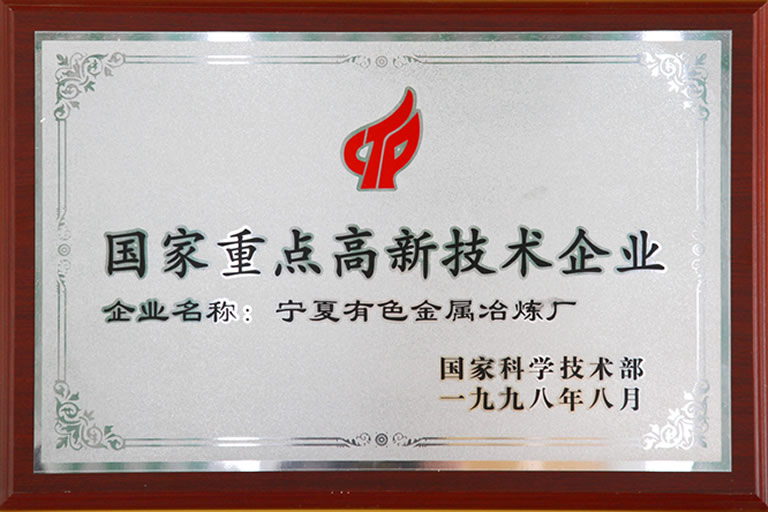 国家重点高新技术企业
企业名称：宁夏有色金属冶炼厂
国家科学技术部
一九九八年八月